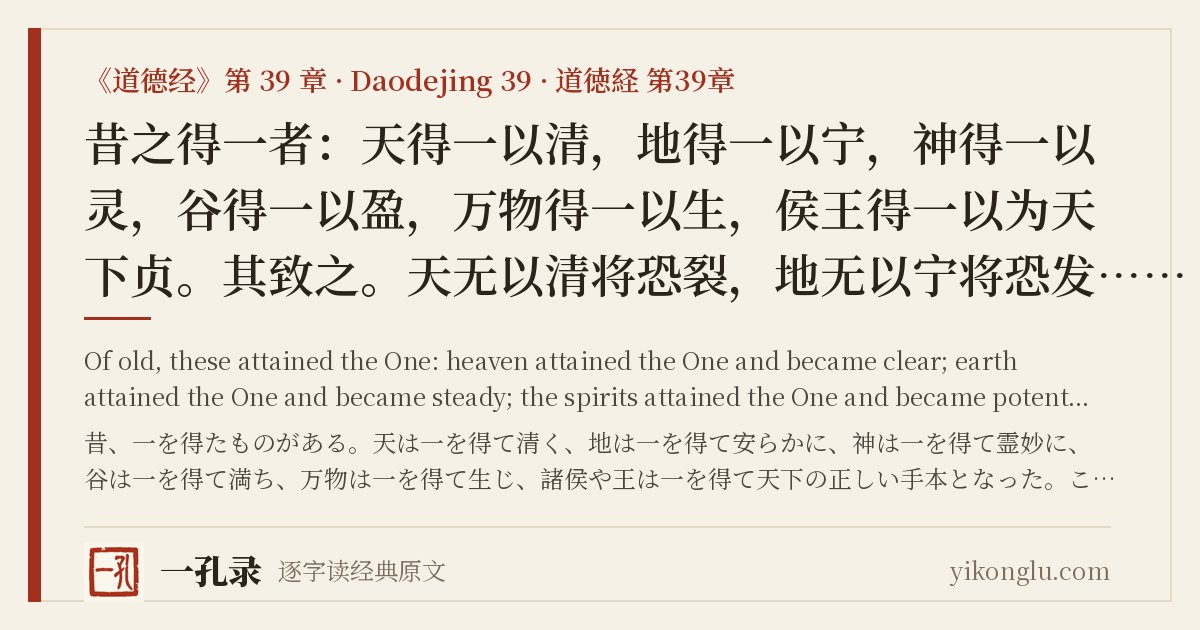 《道德经》第 39 章 · Daodejing 39 · 道徳経 第39章
昔之得一者：天得一以清，地得一以宁，神得一以
灵，谷得一以盈，万物得一以生，侯王得一以为天
下贞。其致之。天无以清将恐裂，地无以宁将恐发……
Of old, these attained the One: heaven attained the One and became clear; earth
attained the One and became steady; the spirits attained the One and became potent...
昔、一を得たものがある。天は一を得て清く、地は一を得て安らかに、神は一を得て霊妙に、
谷は一を得て満ち、万物は一を得て生じ、諸侯や王は一を得て天下の正しい手本となった。こ…
一孔
一孔录 逐字读经典原文
yikonglu.com